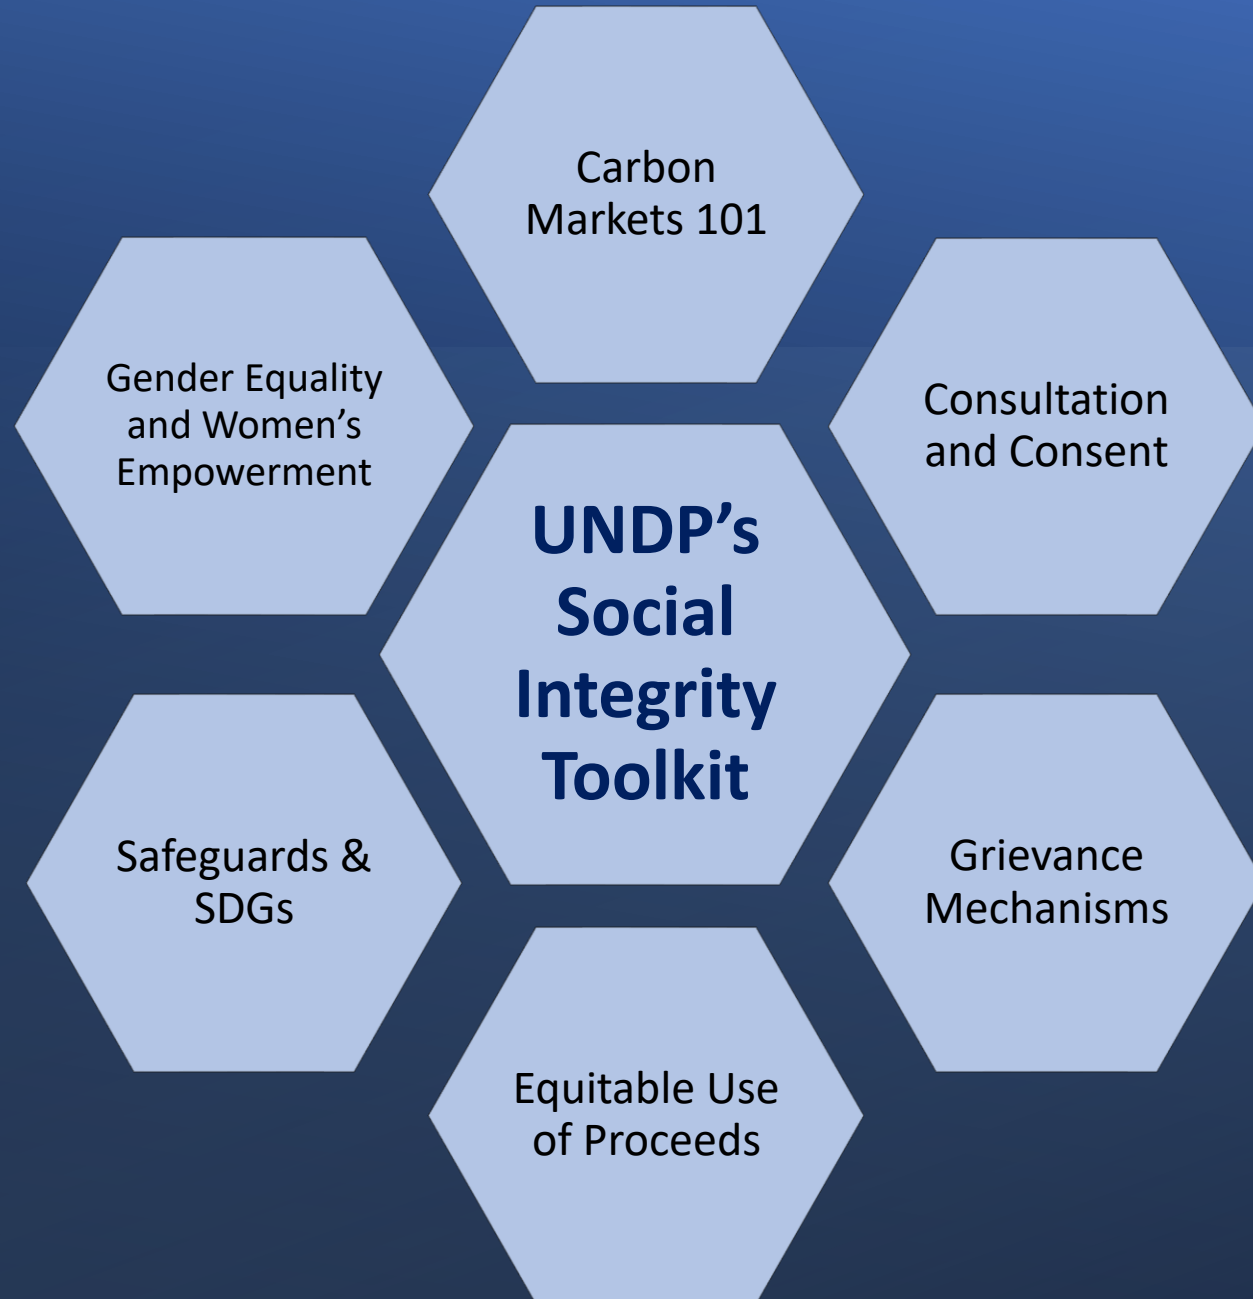 Carbon
Markets 101
Gender Equality
and Women’s
Empowerment
Consultation
and Consent
UNDP’s
Social
Integrity
Toolkit
Safeguards &
SDGs
Grievance
Mechanisms
Equitable Use
of Proceeds